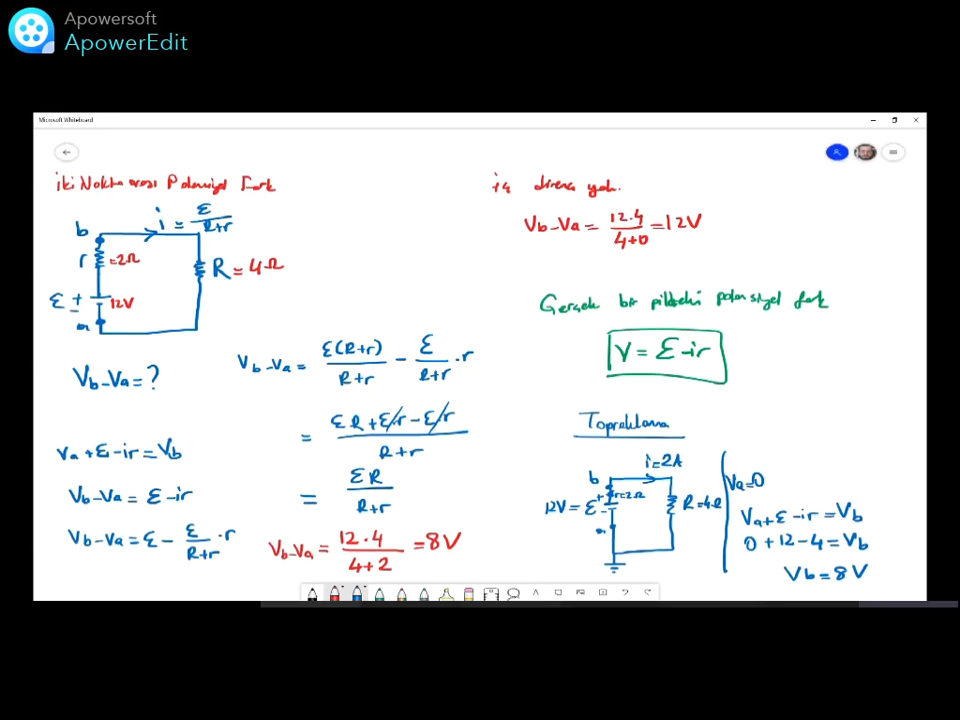 Apowersoft
ApowerEdit
Microsoft Whiteboard
iki Nokta arası Potansiyel Fark
b
i = ε/(R+r)
r = 2Ω
R = 4Ω
ε + - 12V
a
Vb - Va = ?
Va + ε - ir = Vb
Vb - Va = ε - ir
Vb - Va = ε - ε/(R+r) · r
Vb - Va = ε(R+r)/(R+r) - ε/(R+r) · r
= (εR + εr - εr)/(R+r)
= εR/(R+r)
Vb - Va = 12·4/(4+2) = 8V
iç direnç yok.
Vb - Va = 12·4/(4+0) = 12V
Gerçek bir pildeki potansiyel fark
V = ε - ir
Topraklama
i = 2A
b
r = 2Ω
12V = ε + -
R = 4Ω
a
Va = 0
Va + ε - ir = Vb
0 + 12 - 4 = Vb
Vb = 8V